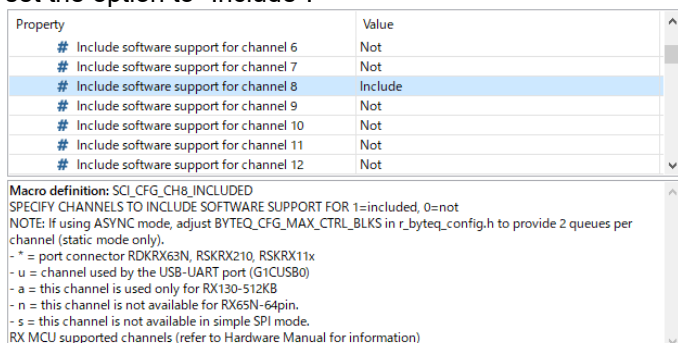 set the option to "Include".
Property Value
# Include software support for channel 6 Not
# Include software support for channel 7 Not
# Include software support for channel 8 Include
# Include software support for channel 9 Not
# Include software support for channel 10 Not
# Include software support for channel 11 Not
# Include software support for channel 12 Not
Macro definition: SCI_CFG_CH8_INCLUDED
SPECIFY CHANNELS TO INCLUDE SOFTWARE SUPPORT FOR 1=included, 0=not
NOTE: If using ASYNC mode, adjust BYTEQ_CFG_MAX_CTRL_BLKS in r_byteq_config.h to provide 2 queues per
channel (static mode only).
- * = port connector RDKRX63N, RSKRX210, RSKRX11x
- u = channel used by the USB-UART port (G1CUSB0)
- a = this channel is used only for RX130-512KB
- n = this channel is not available for RX65N-64pin.
- s = this channel is not available in simple SPI mode.
RX MCU supported channels (refer to Hardware Manual for information)